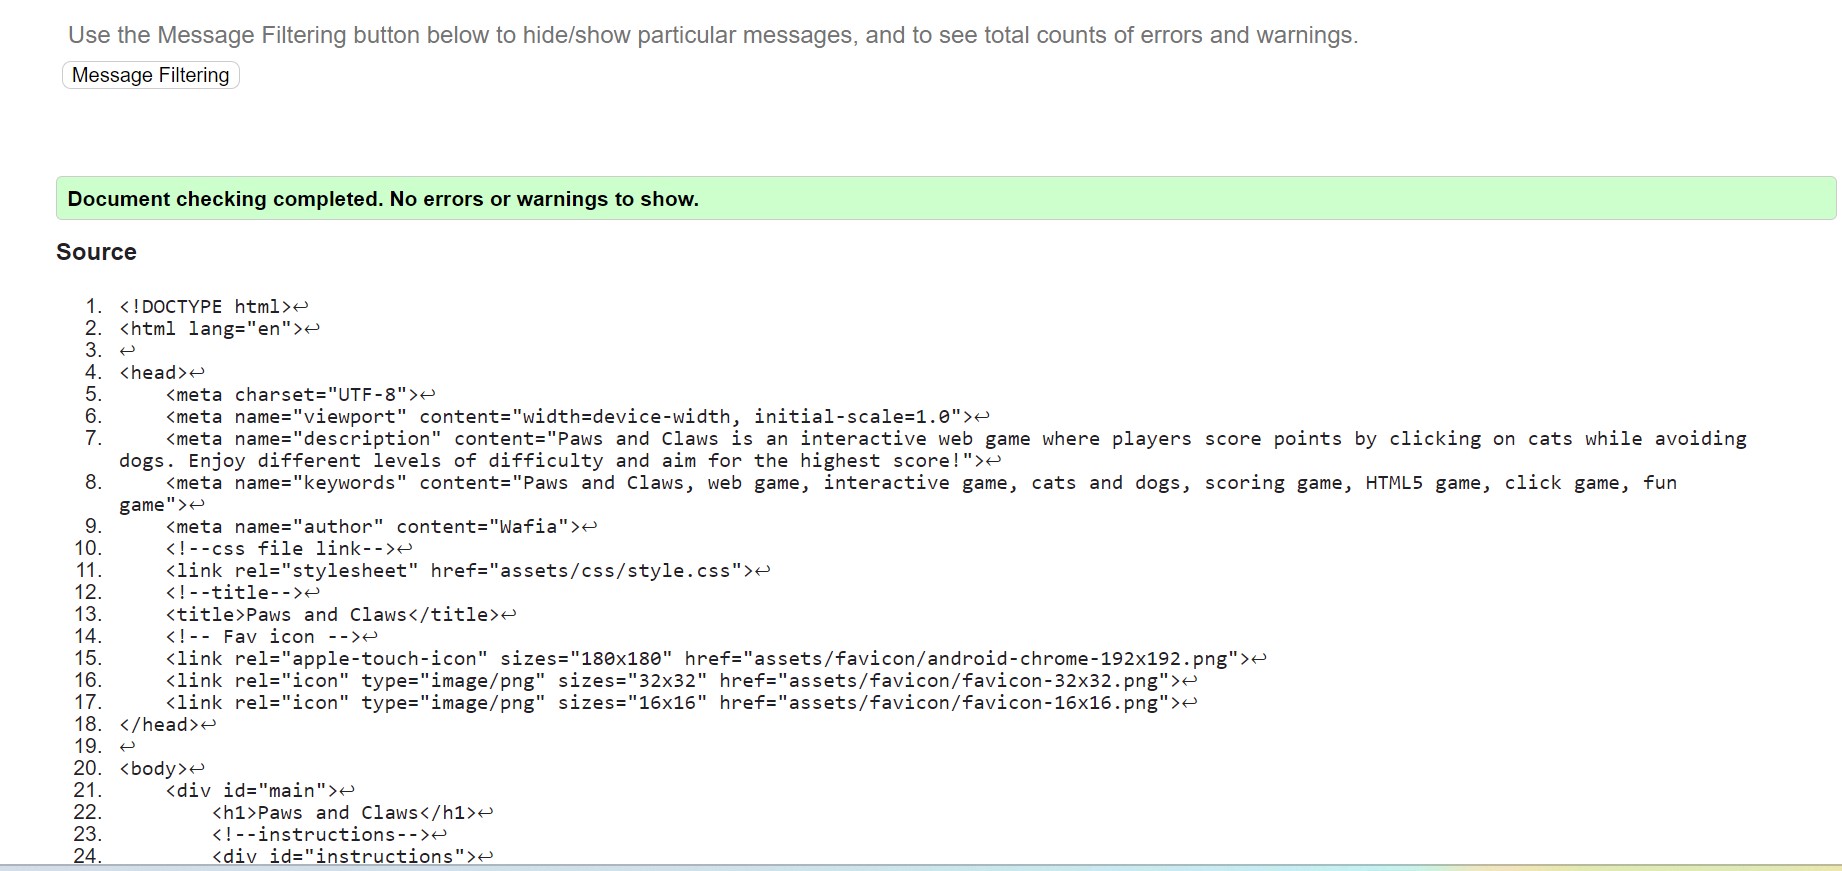 Use the Message Filtering button below to hide/show particular messages, and to see total counts of errors and warnings.
Message Filtering
Document checking completed. No errors or warnings to show.
Source
1. <!DOCTYPE html>↩
2. <html lang="en">↩
3. ↩
4. <head>↩
5.     <meta charset="UTF-8">↩
6.     <meta name="viewport" content="width=device-width, initial-scale=1.0">↩
7.     <meta name="description" content="Paws and Claws is an interactive web game where players score points by clicking on cats while avoiding
dogs. Enjoy different levels of difficulty and aim for the highest score!">↩
8.     <meta name="keywords" content="Paws and Claws, web game, interactive game, cats and dogs, scoring game, HTML5 game, click game, fun
game">↩
9.     <meta name="author" content="Wafia">↩
10.     <!--css file link-->↩
11.     <link rel="stylesheet" href="assets/css/style.css">↩
12.     <!--title-->↩
13.     <title>Paws and Claws</title>↩
14.     <!-- Fav icon -->↩
15.     <link rel="apple-touch-icon" sizes="180x180" href="assets/favicon/android-chrome-192x192.png">↩
16.     <link rel="icon" type="image/png" sizes="32x32" href="assets/favicon/favicon-32x32.png">↩
17.     <link rel="icon" type="image/png" sizes="16x16" href="assets/favicon/favicon-16x16.png">↩
18. </head>↩
19. ↩
20. <body>↩
21.     <div id="main">↩
22.         <h1>Paws and Claws</h1>↩
23.         <!--instructions-->↩
24.         <div id="instructions">↩